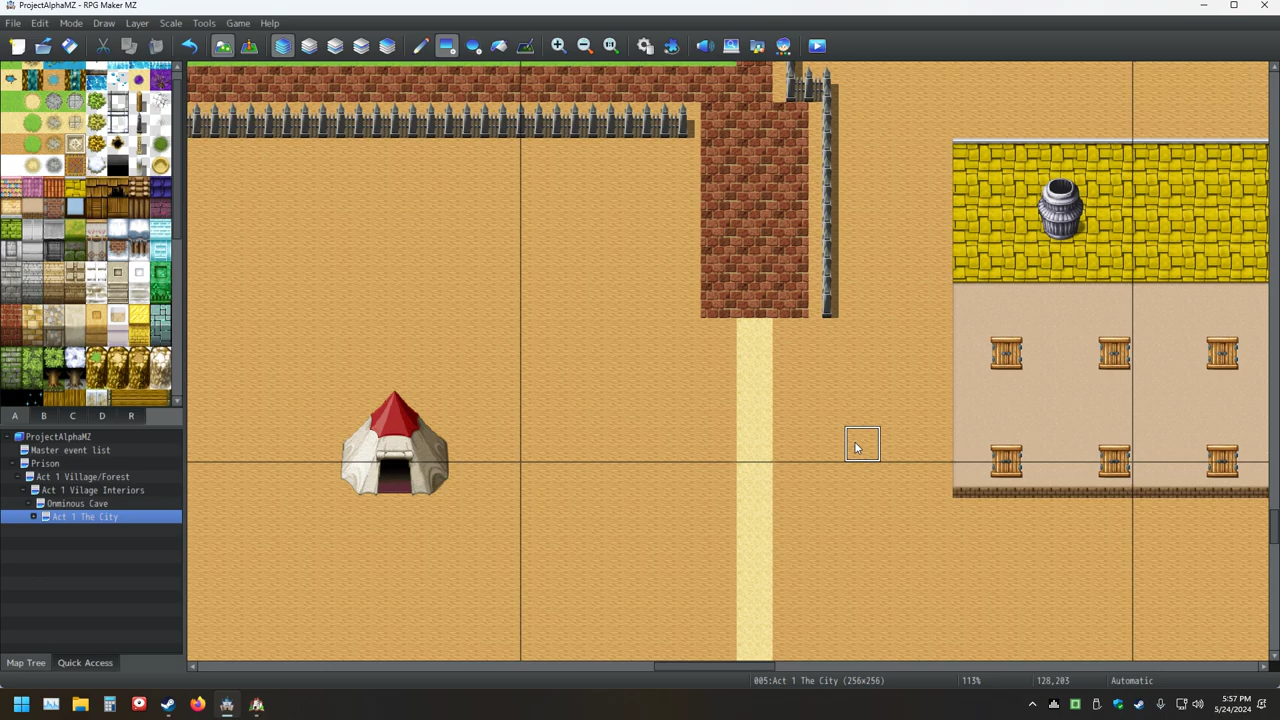 ProjectAlphaMZ - RPG Maker MZ
File Edit Mode Draw Layer Scale Tools Game Help
A B C D R
ProjectAlphaMZ
Master event list
Prison
Act 1 Village/Forest
Act 1 Vilage Interiors
Onminous Cave
Act 1 The City
Map Tree Quick Access
005:Act 1 The City (256x256) 113% 128,203 Automatic
5:57 PM
5/24/2024